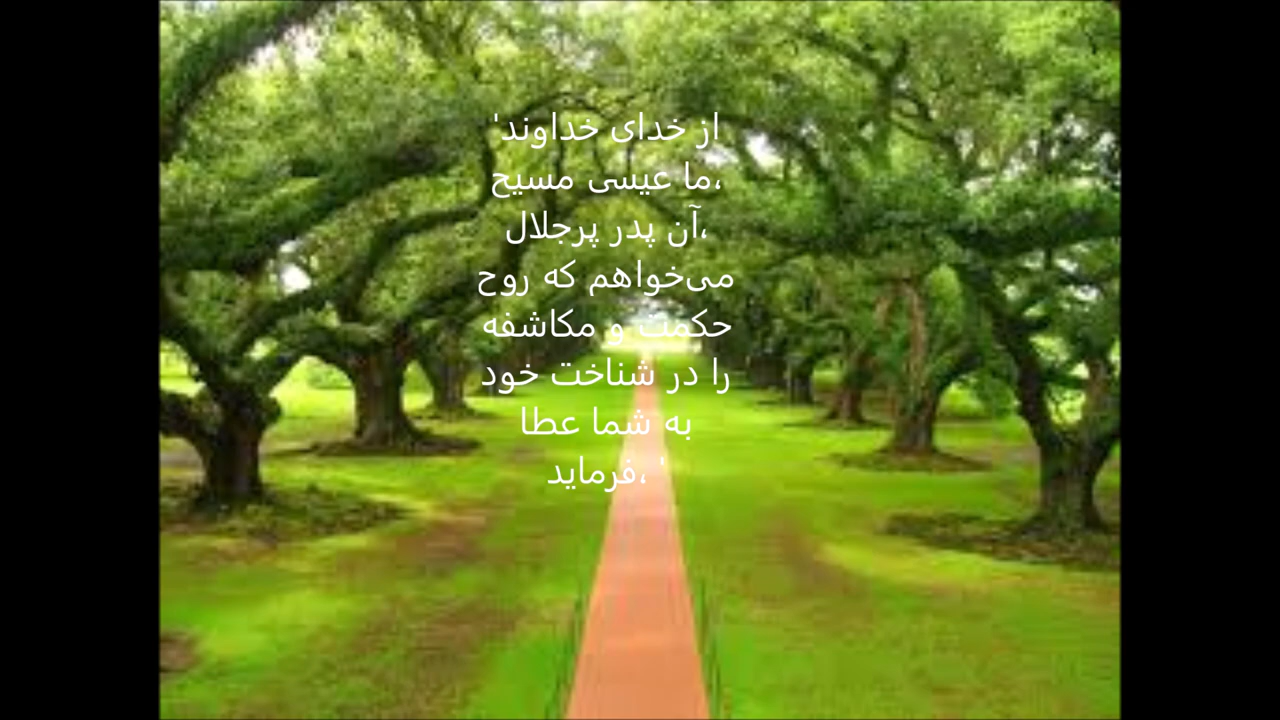 'از خدای خداوند
ما عیسی مسیح،
آن پدر پرجلال،
می‌خواهم که روح
حکمت و مکاشفه
را در شناخت خود
به شما عطا
فرماید، '